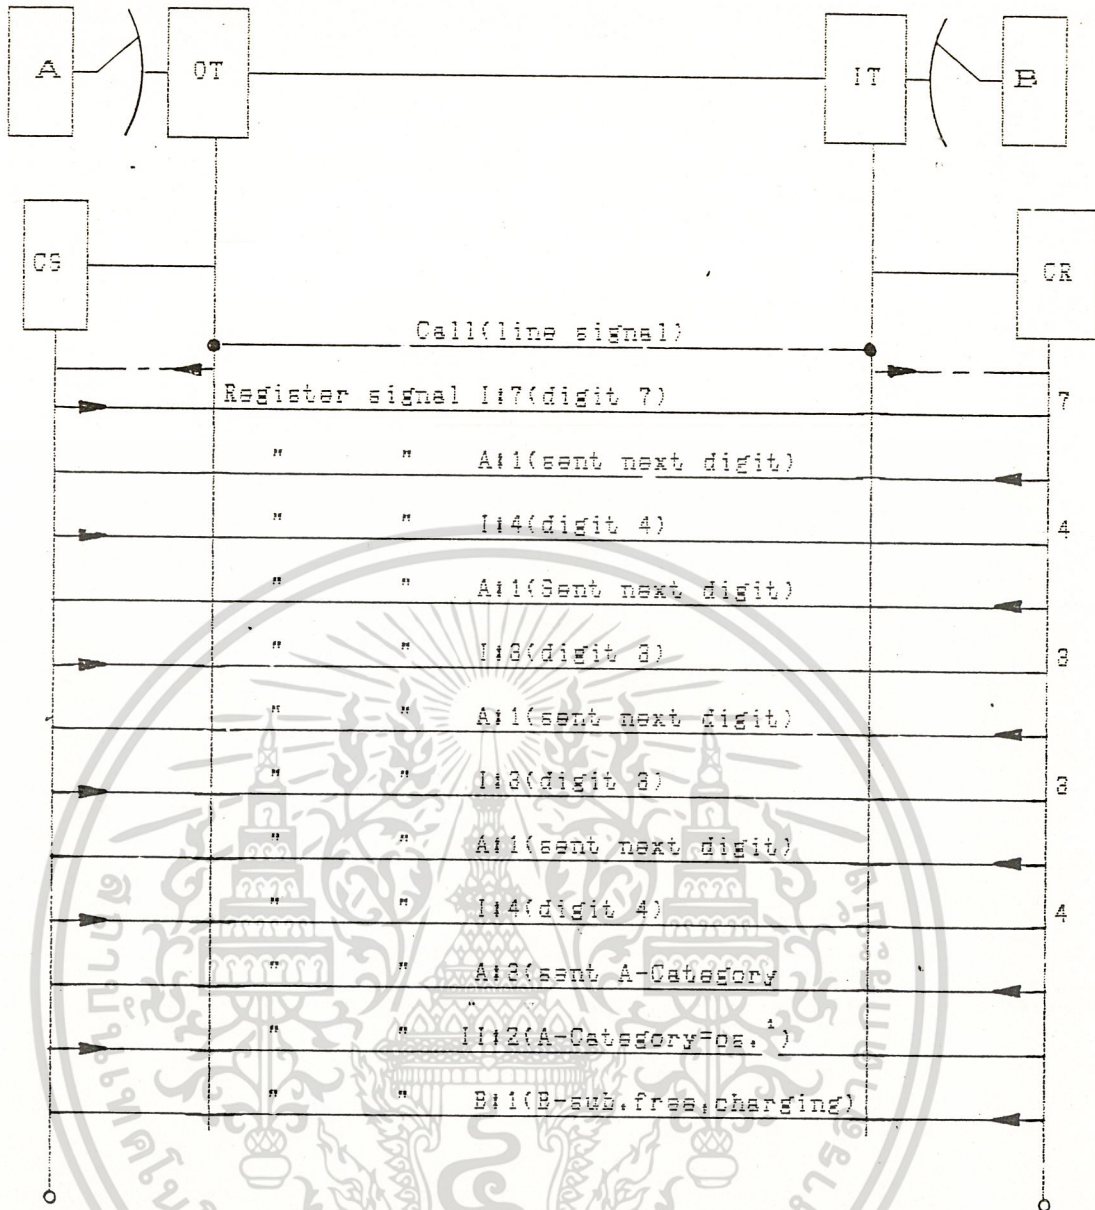 A
OT
IT
B
CS
CR
Call(line signal)
Register signal I:7(digit 7)
7
" " A:1(sent next digit)
" " I:4(digit 4)
4
" " A:1(Sent next digit)
" " I:3(digit 3)
3
" " A:1(sent next digit)
" " I:3(digit 3)
3
" " A:1(sent next digit)
" " I:4(digit 4)
4
" " A:3(sent A-Category
" " II:2(A-Category=os.')
" " B:1(B-sub.free,charging)